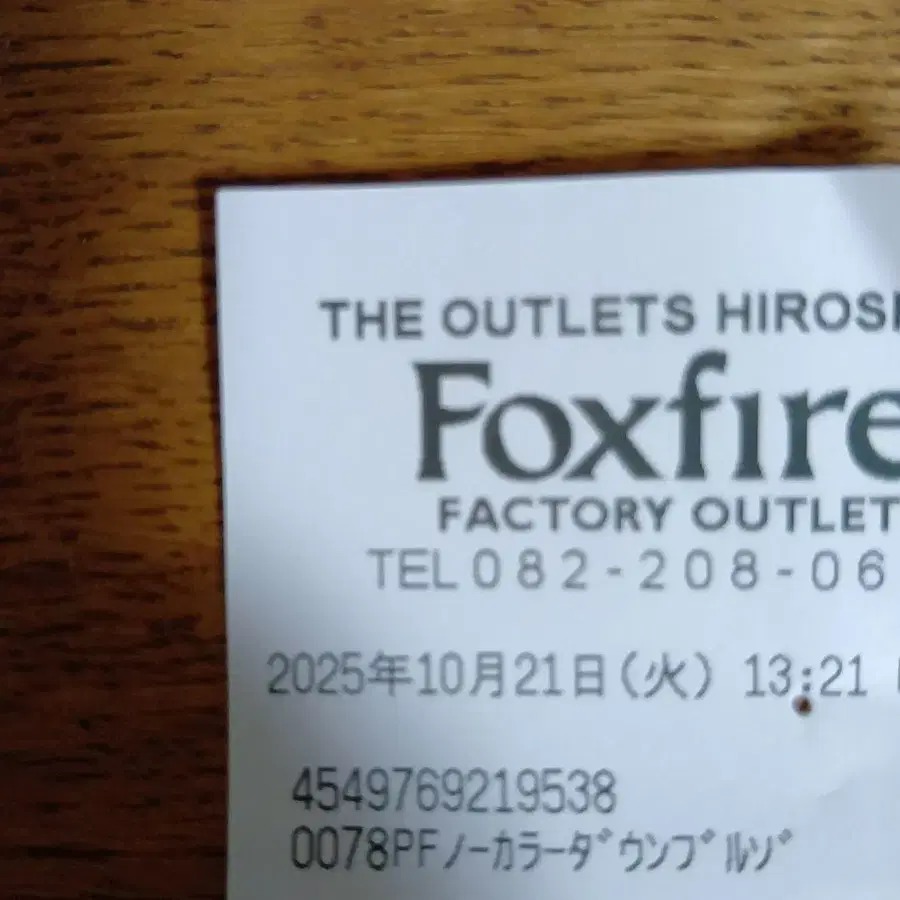 THE OUTLETS HIROS
Foxfire
FACTORY OUTLET
TEL082-208-06
2025年10月21日(火) 13:21
4549769219538
0078PFノーカラーダウンブルゾ